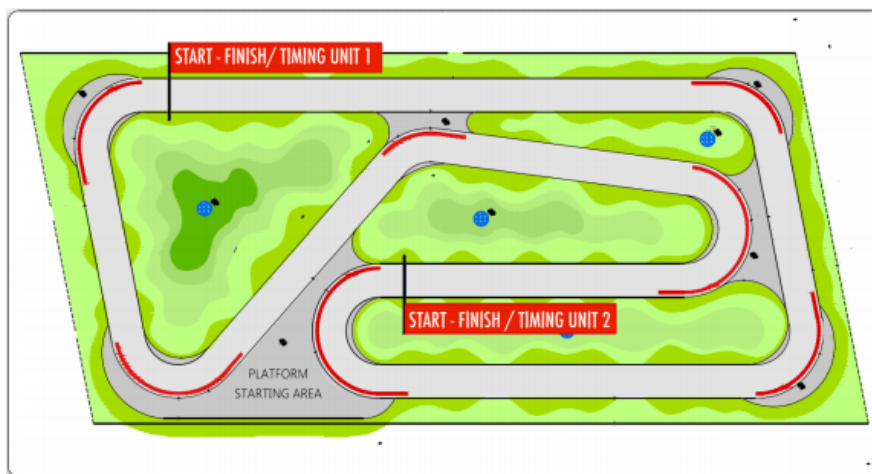 START - FINISH/ TIMING UNIT 1
START - FINISH / TIMING UNIT 2
PLATFORM
STARTING AREA